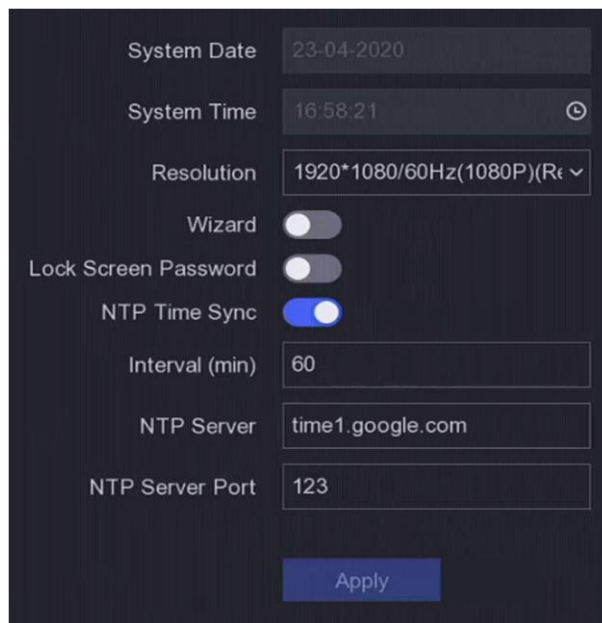 System Date 23-04-2020
System Time 16:58:21
Resolution 1920*1080/60Hz(1080P)(Re
Wizard
Lock Screen Password
NTP Time Sync
Interval (min) 60
NTP Server time1.google.com
NTP Server Port 123
Apply